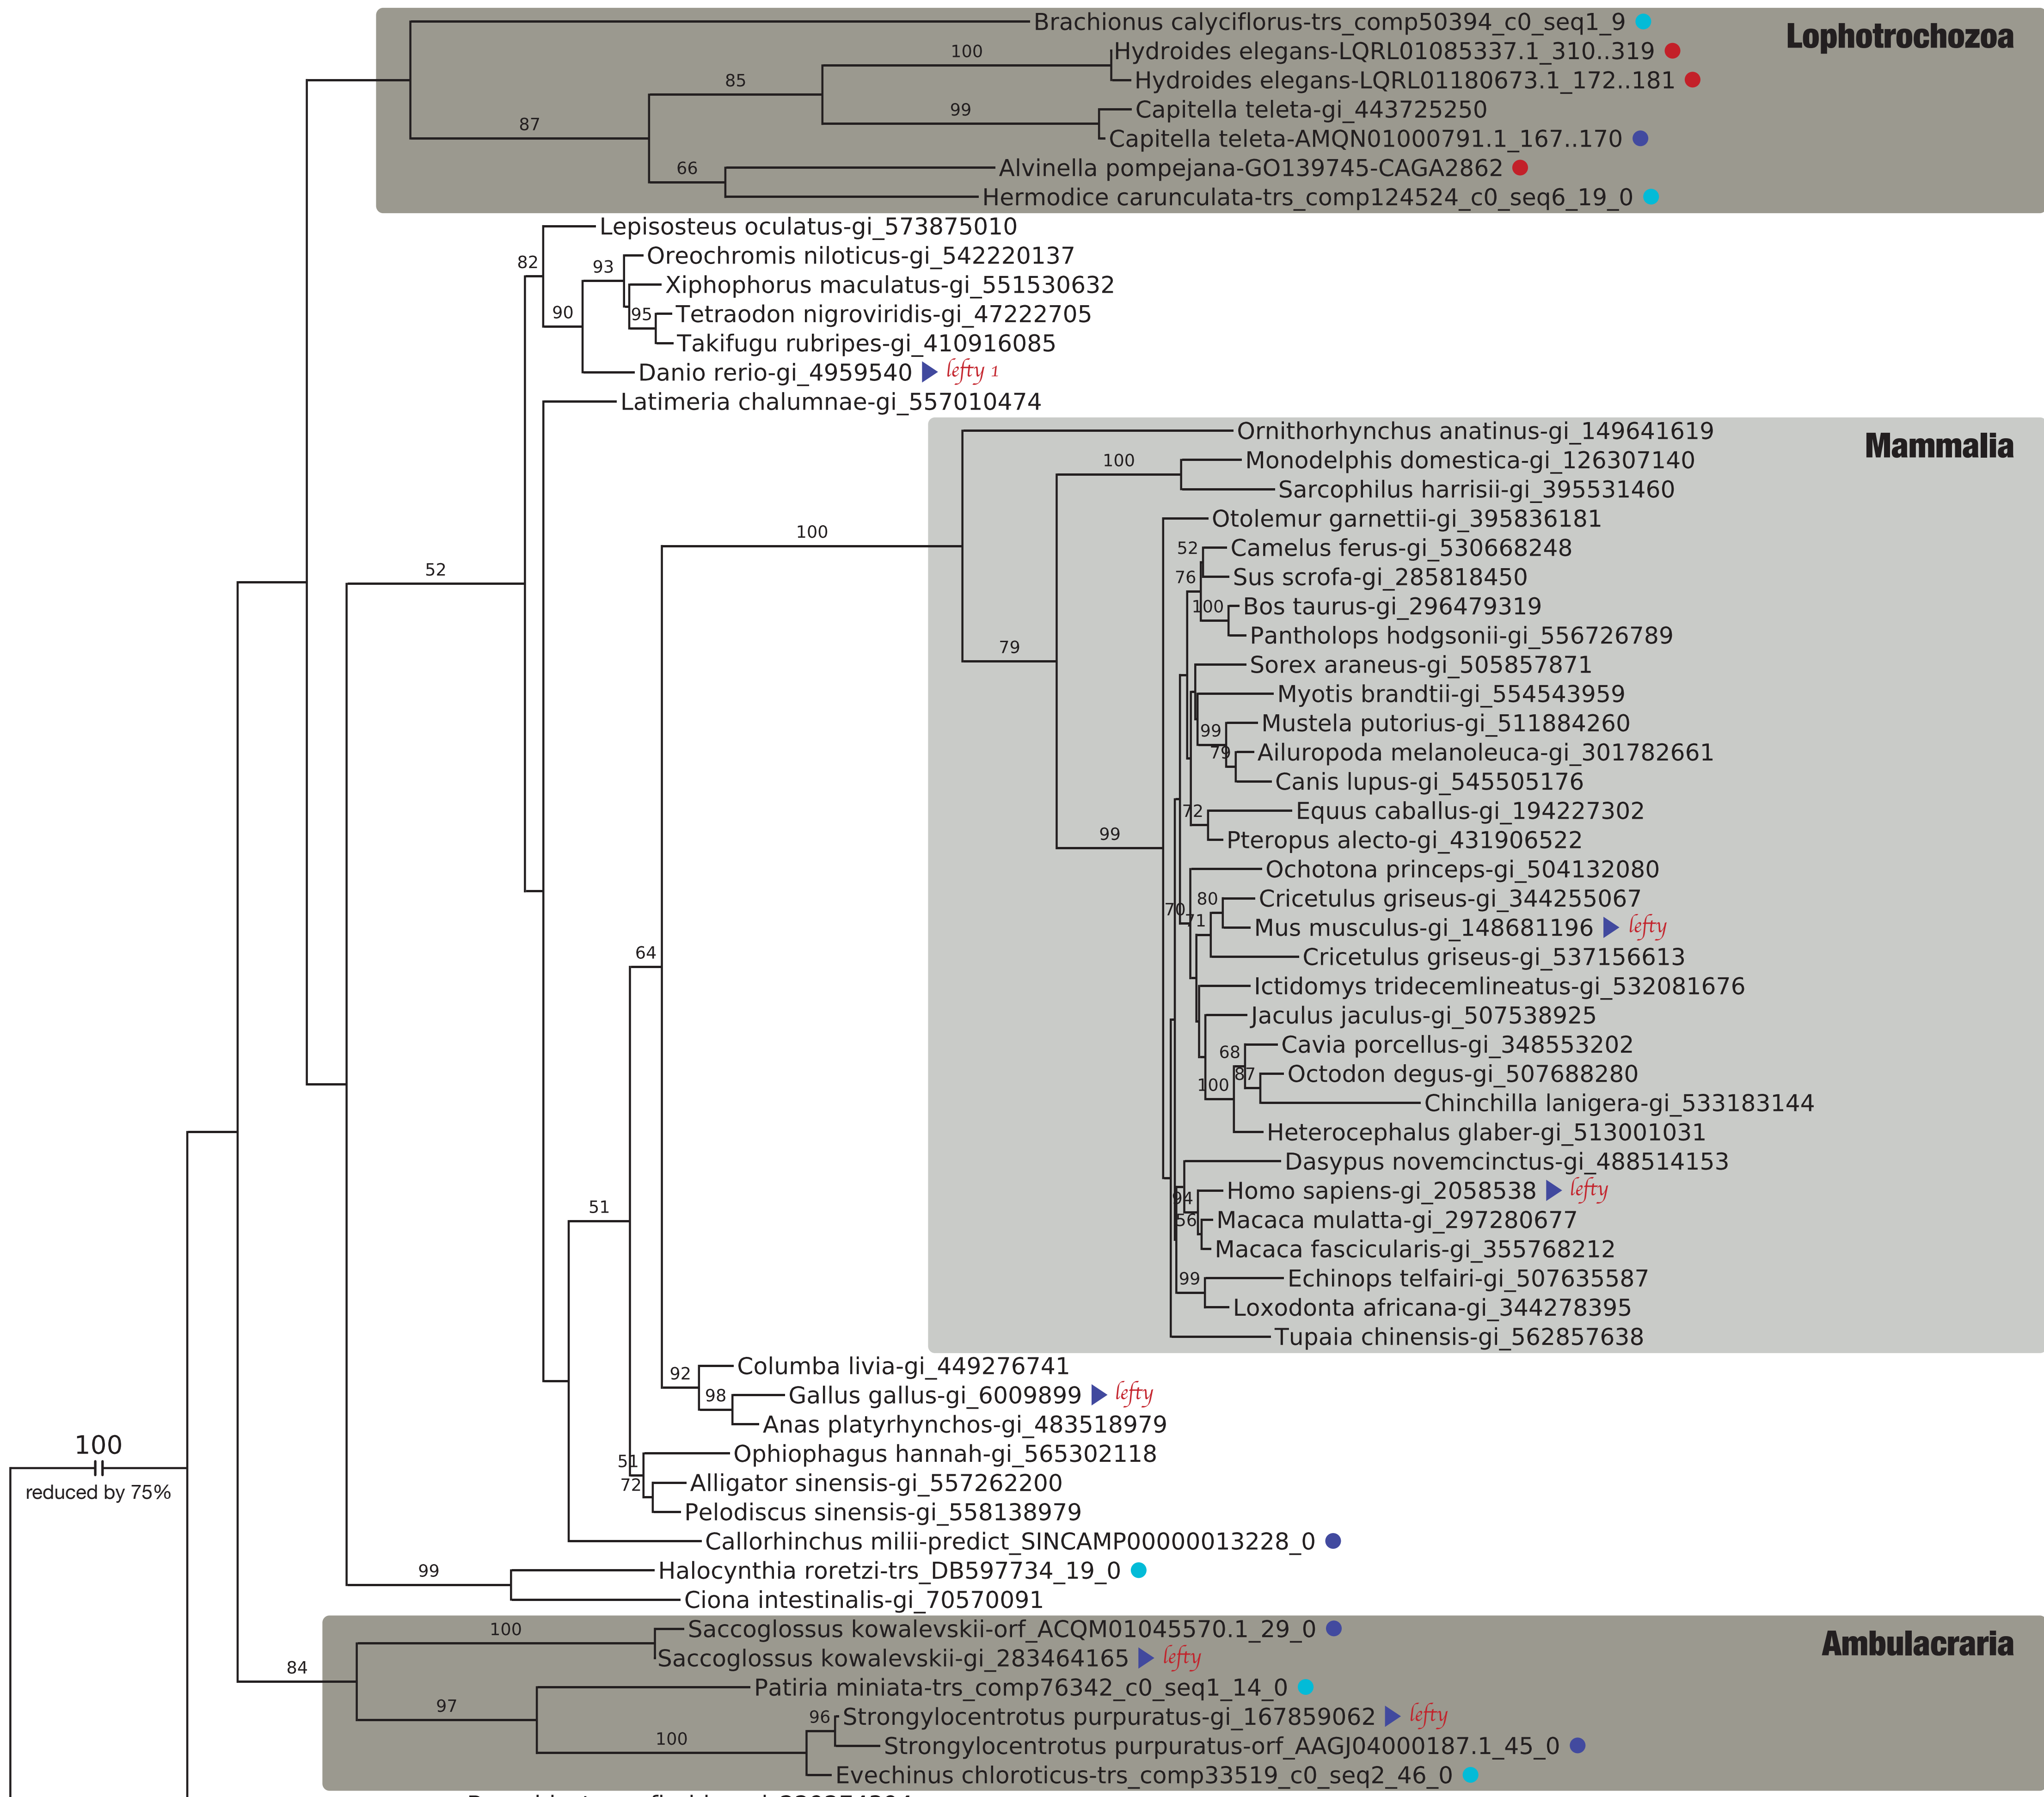 Brachionus calyciflorus-trs_comp50394_c0_seq1_9
Lophotrochozoa
100
Hydroides elegans-LQRL01085337.1_310..319
85
Hydroides elegans-LQRL01180673.1_172..181
99
Capitella teleta-gi_443725250
87
Capitella teleta-AMQN01000791.1_167..170
66
Alvinella pompejana-GO139745-CAGA2862
Hermodice carunculata-trs_comp124524_c0_seq6_19_0
Lepisosteus oculatus-gi_573875010
82
93
Oreochromis niloticus-gi_542220137
Xiphophorus maculatus-gi_551530632
90
95
Tetraodon nigroviridis-gi_47222705
Takifugu rubripes-gi_410916085
Danio rerio-gi_4959540 lefty 1
Latimeria chalumnae-gi_557010474
Ornithorhynchus anatinus-gi_149641619
Mammalia
100
Monodelphis domestica-gi_126307140
Sarcophilus harrisii-gi_395531460
Otolemur garnettii-gi_395836181
100
52
Camelus ferus-gi_530668248
52
76
Sus scrofa-gi_285818450
100
Bos taurus-gi_296479319
Pantholops hodgsonii-gi_556726789
79
Sorex araneus-gi_505857871
Myotis brandtii-gi_554543959
99
Mustela putorius-gi_511884260
79
Ailuropoda melanoleuca-gi_301782661
Canis lupus-gi_545505176
72
Equus caballus-gi_194227302
99
Pteropus alecto-gi_431906522
Ochotona princeps-gi_504132080
80
Cricetulus griseus-gi_344255067
70
71
Mus musculus-gi_148681196 lefty
64
Cricetulus griseus-gi_537156613
Ictidomys tridecemlineatus-gi_532081676
Jaculus jaculus-gi_507538925
68
Cavia porcellus-gi_348553202
87
Octodon degus-gi_507688280
100
Chinchilla lanigera-gi_533183144
Heterocephalus glaber-gi_513001031
Dasypus novemcinctus-gi_488514153
94
Homo sapiens-gi_2058538 lefty
51
56
Macaca mulatta-gi_297280677
Macaca fascicularis-gi_355768212
99
Echinops telfairi-gi_507635587
Loxodonta africana-gi_344278395
Tupaia chinensis-gi_562857638
92
Columba livia-gi_449276741
98
Gallus gallus-gi_6009899 lefty
Anas platyrhynchos-gi_483518979
100
reduced by 75%
51
Ophiophagus hannah-gi_565302118
72
Alligator sinensis-gi_557262200
Pelodiscus sinensis-gi_558138979
Callorhinchus milii-predict_SINCAMP00000013228_0
99
Halocynthia roretzi-trs_DB597734_19_0
Ciona intestinalis-gi_70570091
100
Saccoglossus kowalevskii-orf_ACQM01045570.1_29_0
Ambulacraria
84
Saccoglossus kowalevskii-gi_283464165 lefty
97
Patiria miniata-trs_comp76342_c0_seq1_14_0
96
Strongylocentrotus purpuratus-gi_167859062 lefty
100
Strongylocentrotus purpuratus-orf_AAGJ04000187.1_45_0
Evechinus chloroticus-trs_comp33519_c0_seq2_46_0